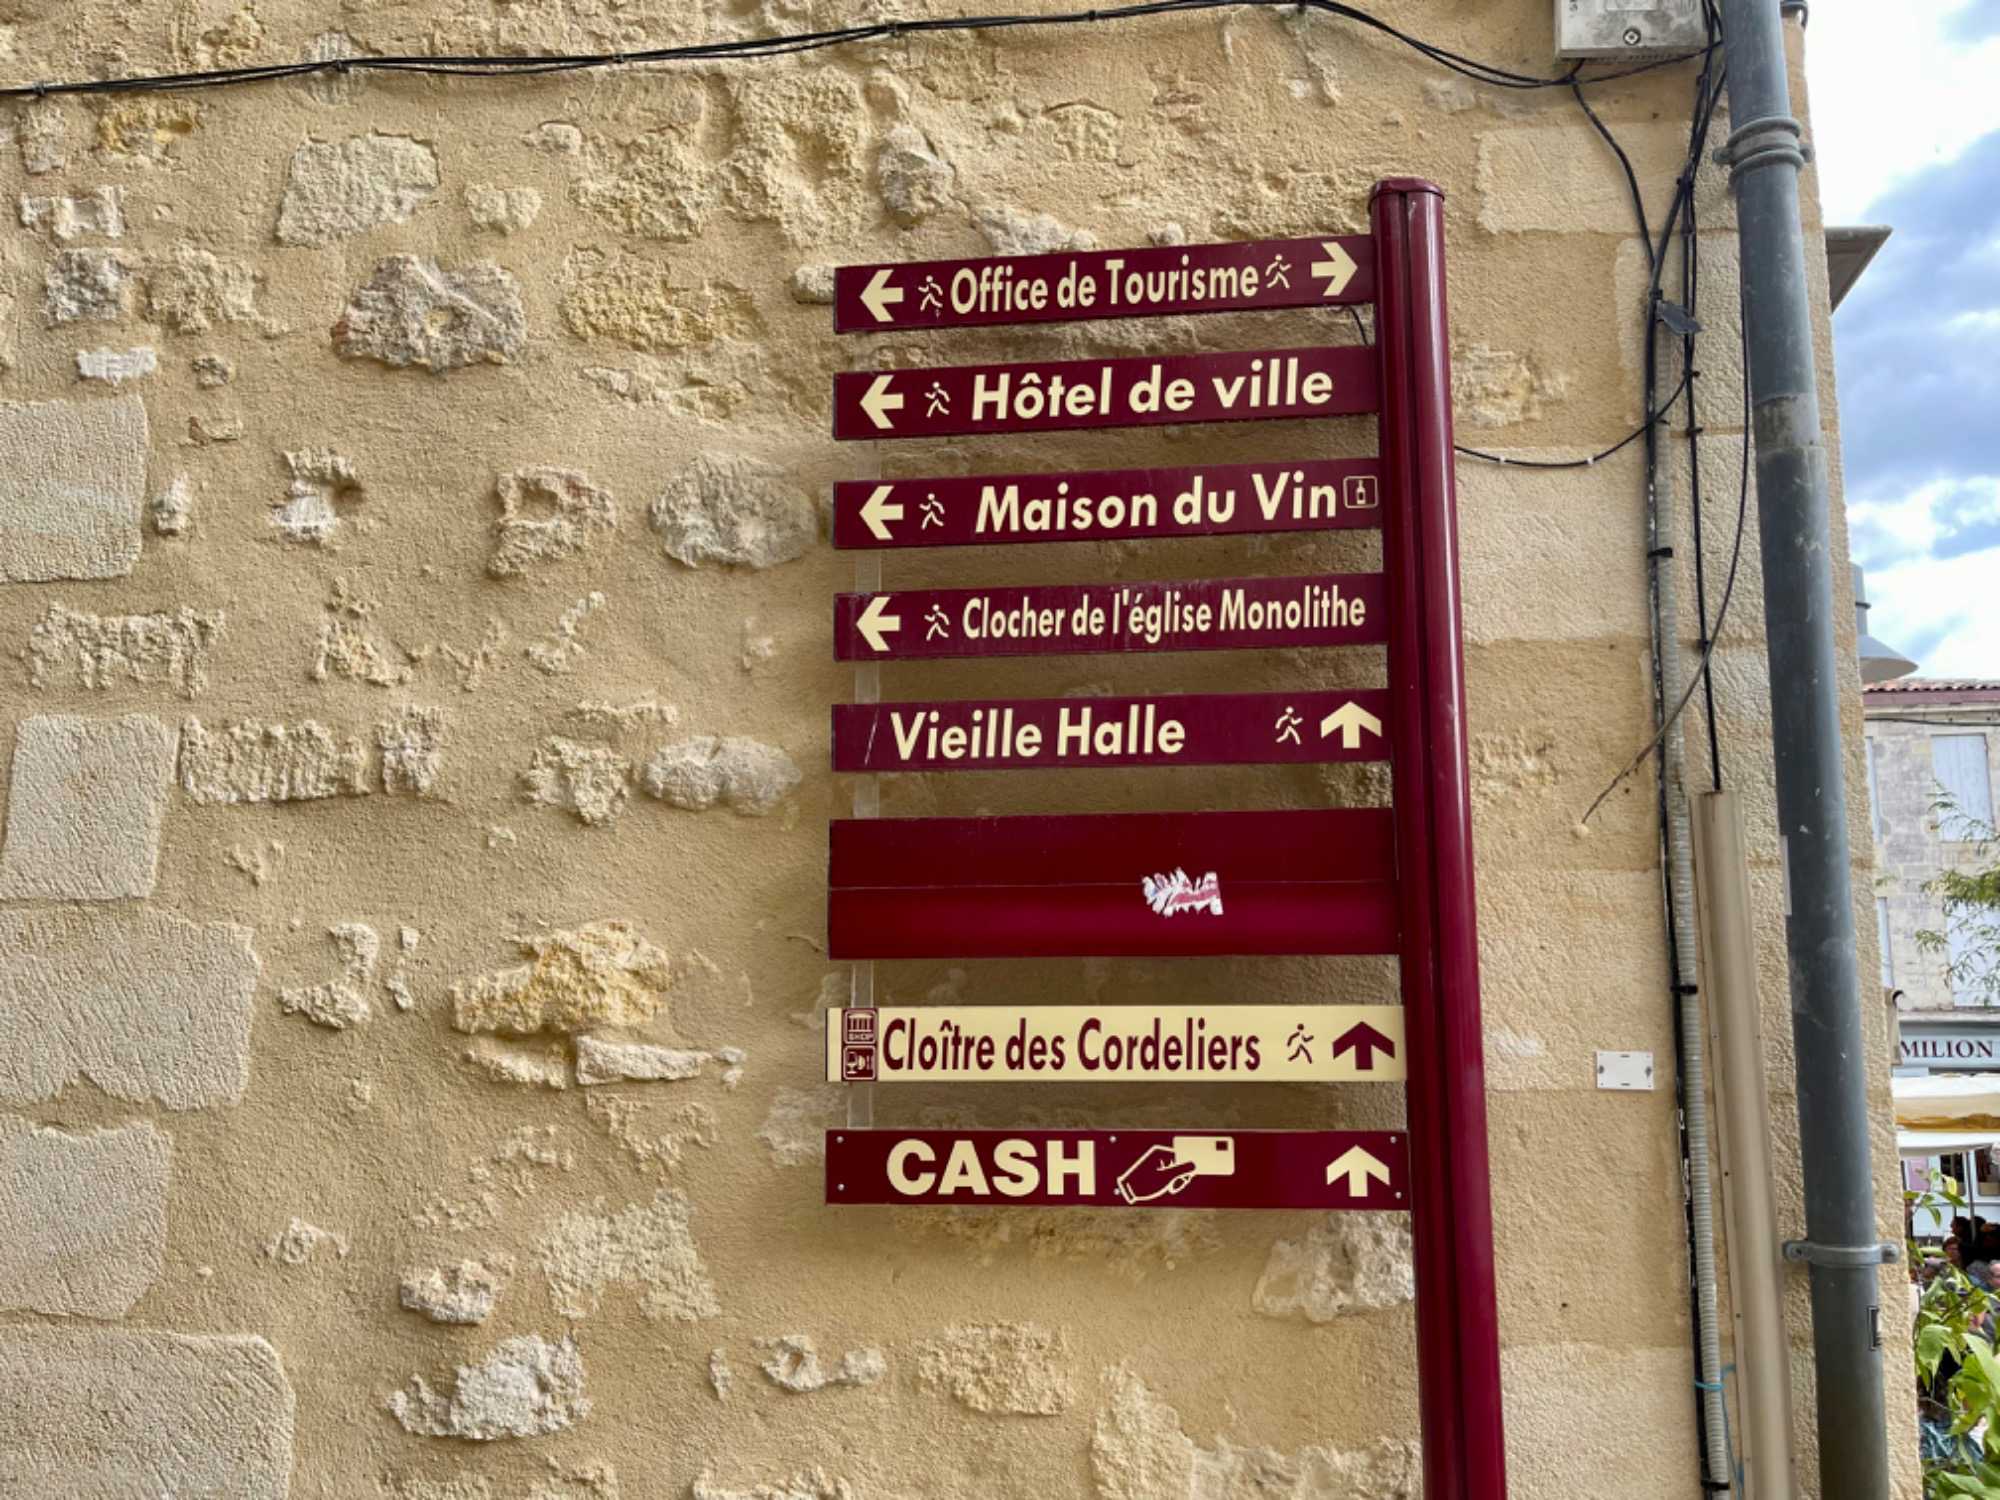 Office de Tourisme
Hôtel de ville
Maison du Vin
Clocher de l'église Monolithe
Vieille Halle
SHOP
Cloître des Cordeliers
CASH
MILION